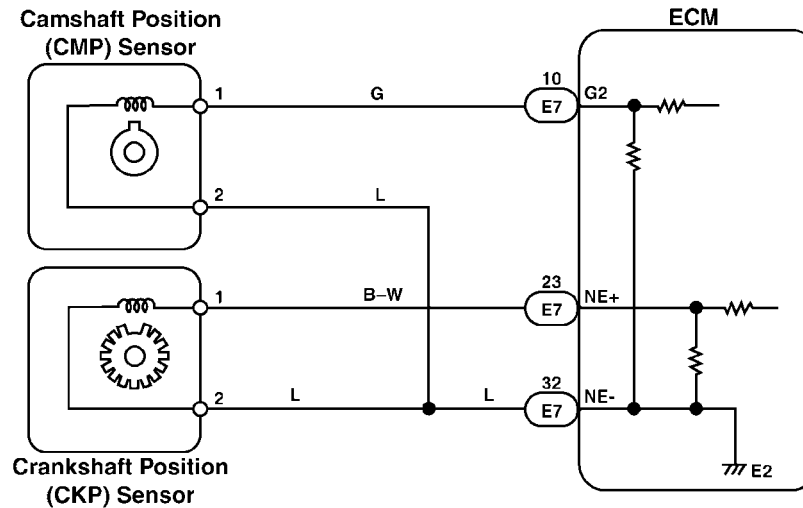 Camshaft Position
(CMP) Sensor
ECM
1
G
10
E7
G2
2
L
1
B–W
23
E7
NE+
2
L
L
32
E7
NE-
E2
Crankshaft Position
(CKP) Sensor